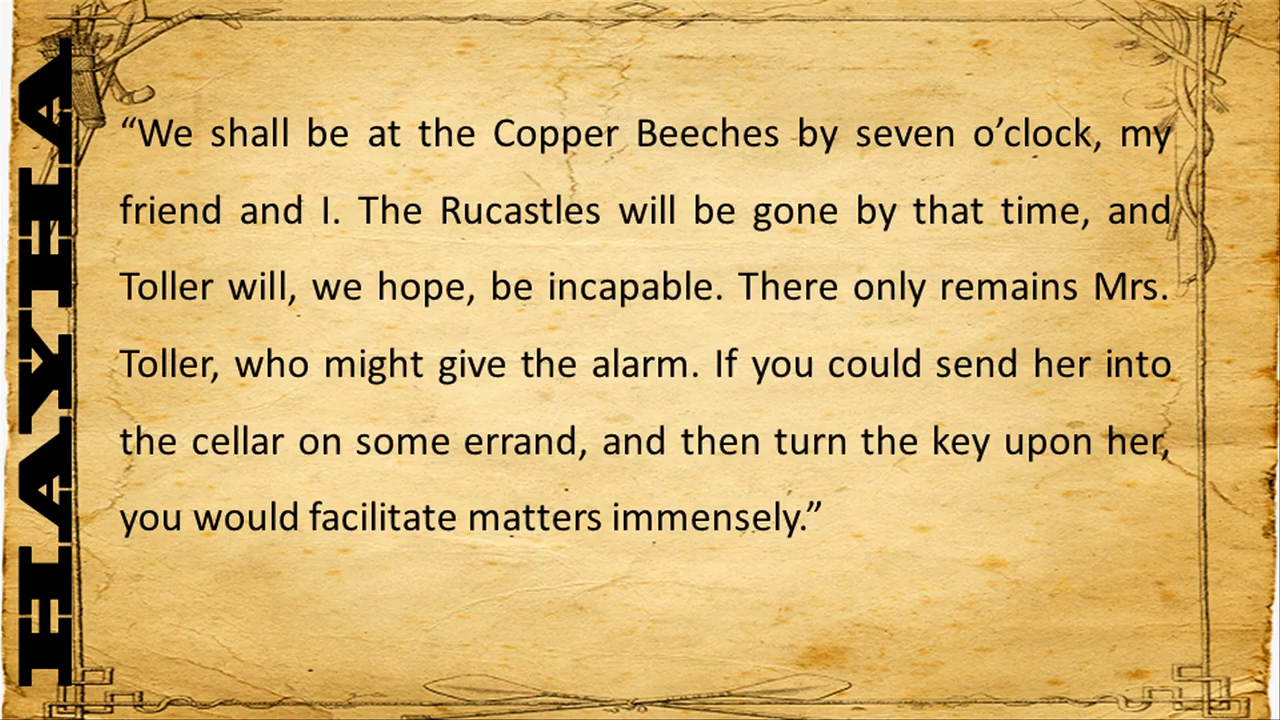 “We shall be at the Copper Beeches by seven o’clock, my
friend and I. The Rucastles will be gone by that time, and
Toller will, we hope, be incapable. There only remains Mrs.
Toller, who might give the alarm. If you could send her into
the cellar on some errand, and then turn the key upon her,
you would facilitate matters immensely.”